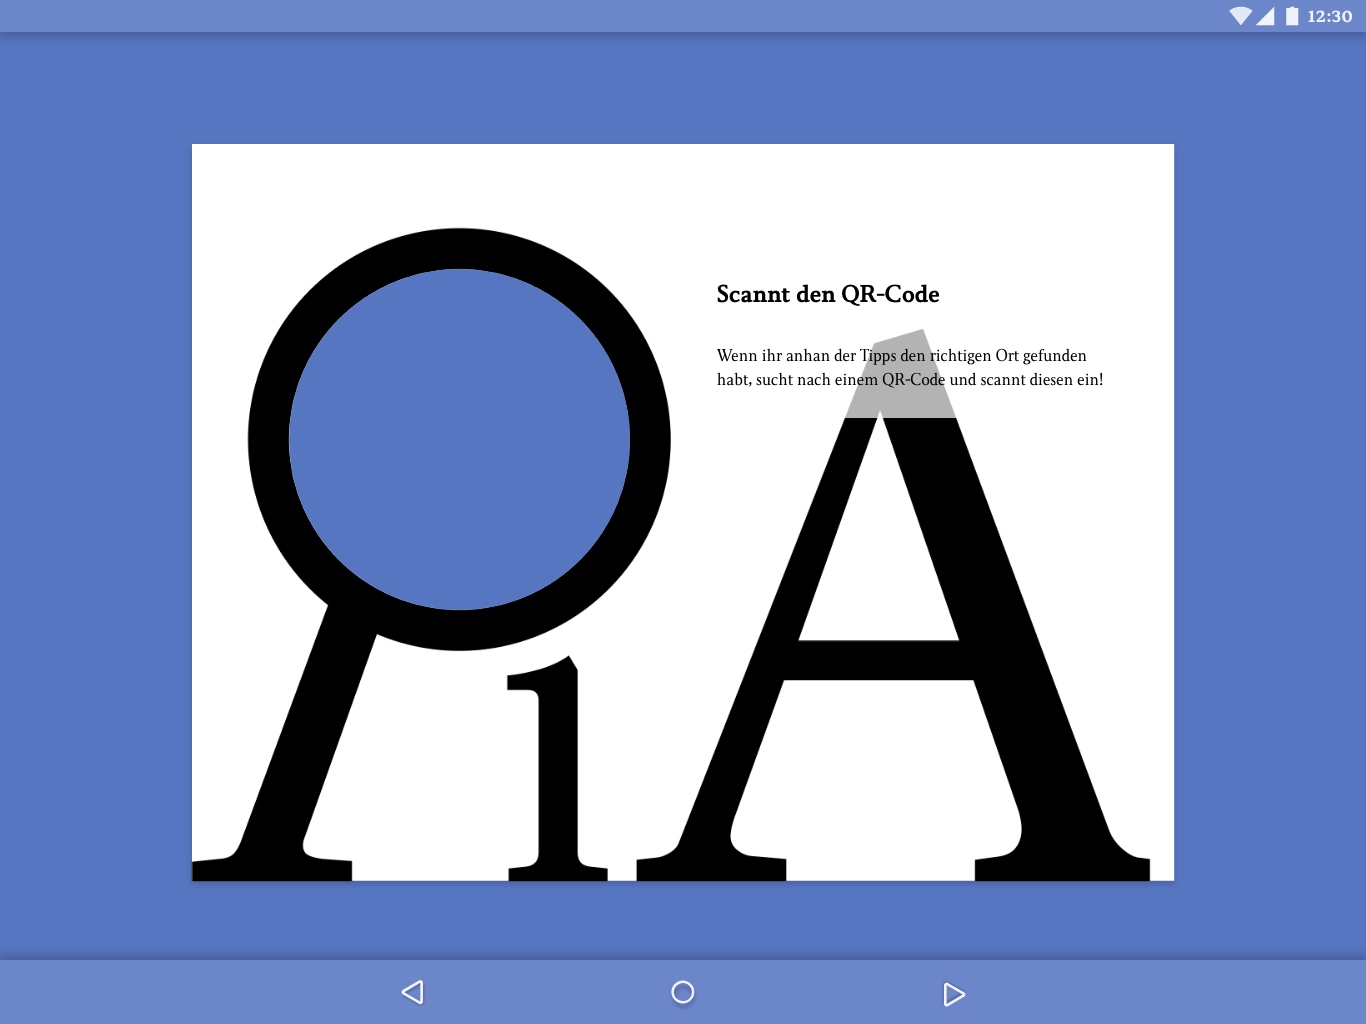 12:30
Scannt den QR-Code
Wenn ihr anhan der Tipps den richtigen Ort gefunden
habt, sucht nach einem QR-Code und scannt diesen ein!
RiA